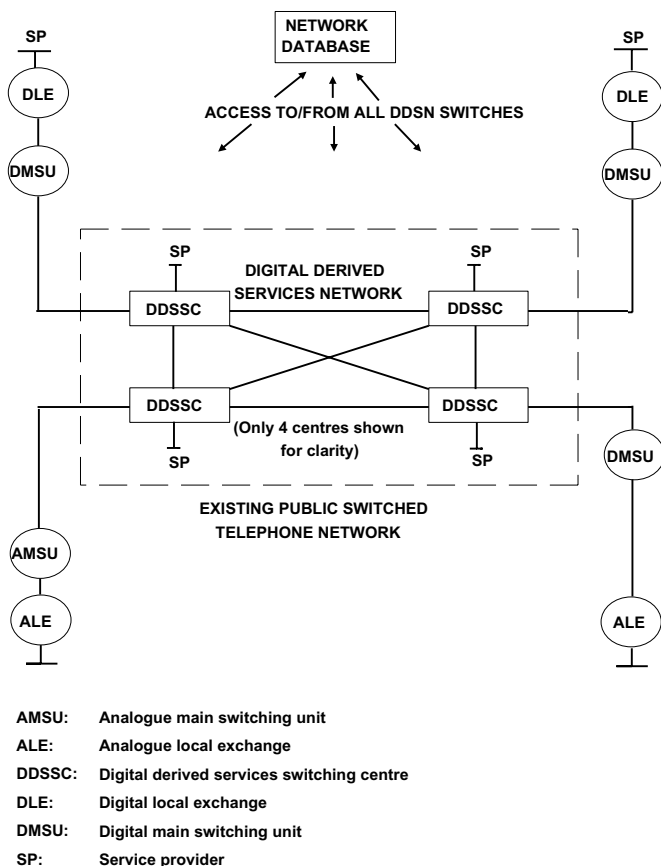 NETWORK
DATABASE
SP
SP
DLE
DLE
ACCESS TO/FROM ALL DDSN SWITCHES
DMSU
DMSU
SP
SP
DIGITAL DERIVED
SERVICES NETWORK
DDSSC
DDSSC
DDSSC
DDSSC
(Only 4 centres shown
for clarity)
SP
SP
DMSU
EXISTING PUBLIC SWITCHED
TELEPHONE NETWORK
AMSU
ALE
ALE
AMSU: Analogue main switching unit
ALE: Analogue local exchange
DDSSC: Digital derived services switching centre
DLE: Digital local exchange
DMSU: Digital main switching unit
SP: Service provider